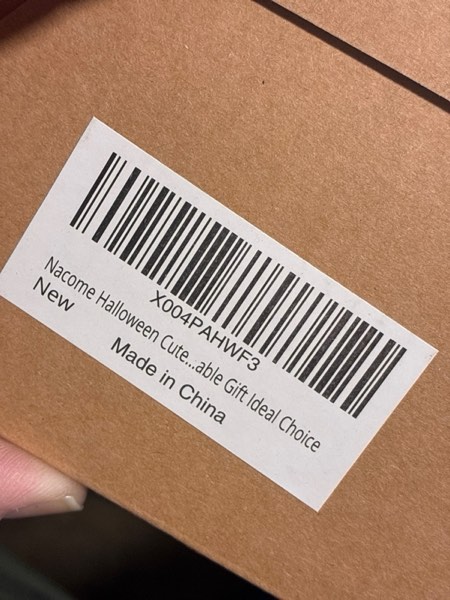 X004PAHWF3
Nacome Halloween Cute...able Gift Ideal Choice
New
Made in China